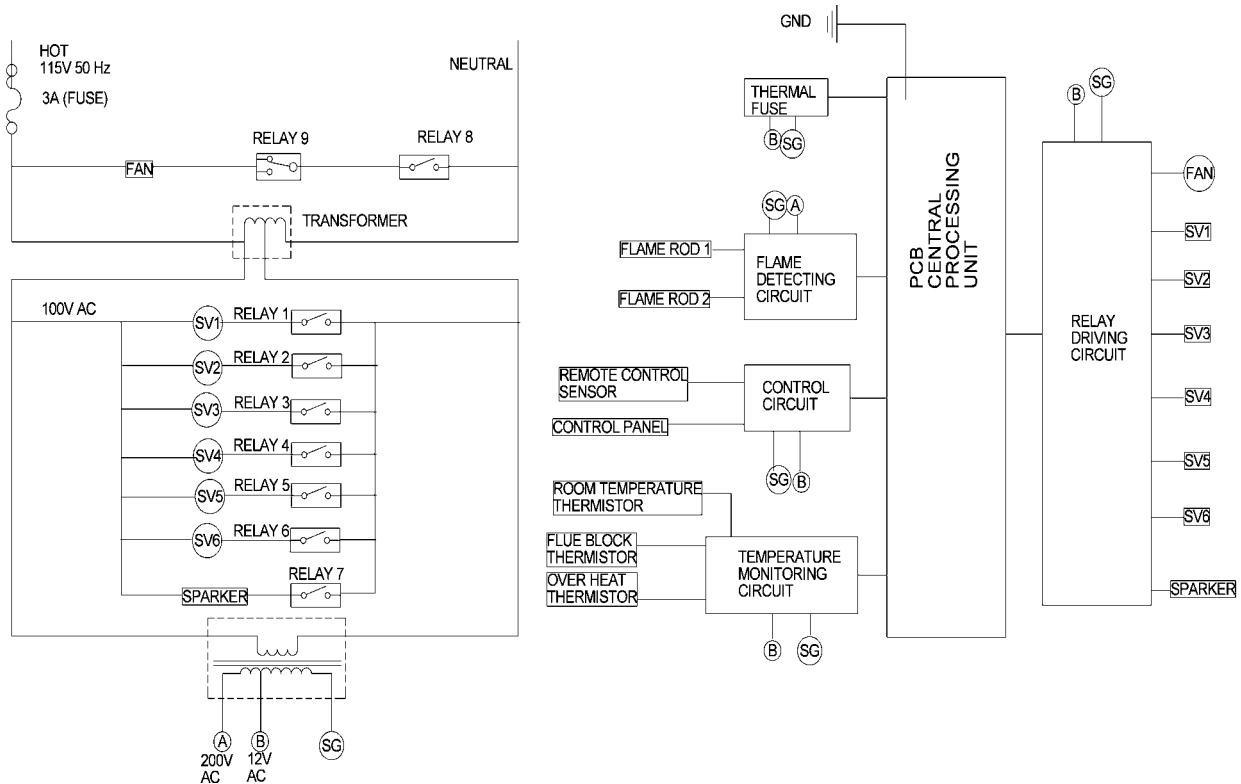 HOT
115V 50 Hz
3A (FUSE)
NEUTRAL
RELAY 9
RELAY 8
FAN
TRANSFORMER
100V AC
SV1
RELAY 1
SV2
RELAY 2
SV3
RELAY 3
SV4
RELAY 4
SV5
RELAY 5
SV6
RELAY 6
RELAY 7
SPARKER
A
B
SG
200V
AC
12V
AC
GND
THERMAL
FUSE
B
SG
SG
A
FLAME ROD 1
FLAME ROD 2
FLAME
DETECTING
CIRCUIT
REMOTE CONTROL
SENSOR
CONTROL PANEL
CONTROL
CIRCUIT
SG
B
ROOM TEMPERATURE
THERMISTOR
FLUE BLOCK
THERMISTOR
OVER HEAT
THERMISTOR
TEMPERATURE
MONITORING
CIRCUIT
B
SG
PCB
CENTRAL
PROCESSING
UNIT
B
SG
RELAY
DRIVING
CIRCUIT
FAN
SV1
SV2
SV3
SV4
SV5
SV6
SPARKER